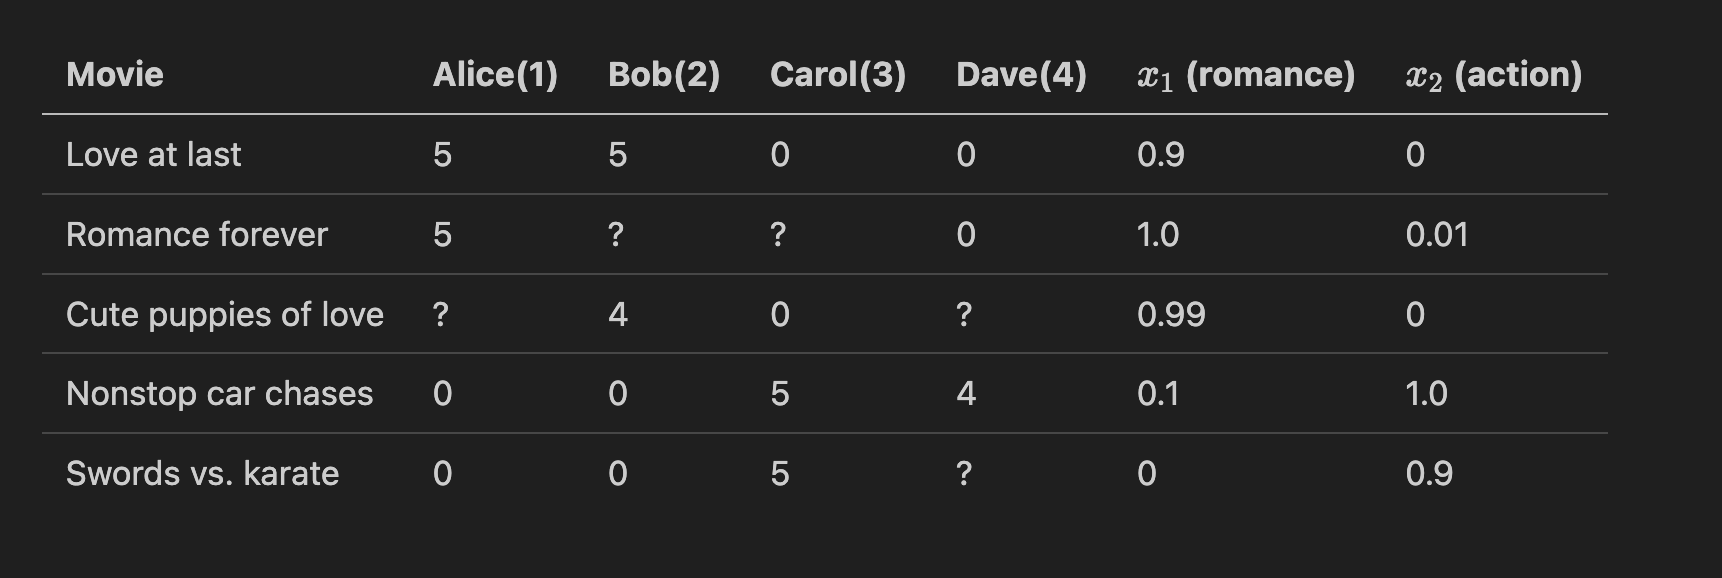 Movie Alice(1) Bob(2) Carol(3) Dave(4) x₁ (romance) x₂ (action)
Love at last 5 5 0 0 0.9 0
Romance forever 5 ? ? 0 1.0 0.01
Cute puppies of love ? 4 0 ? 0.99 0
Nonstop car chases 0 0 5 4 0.1 1.0
Swords vs. karate 0 0 5 ? 0 0.9